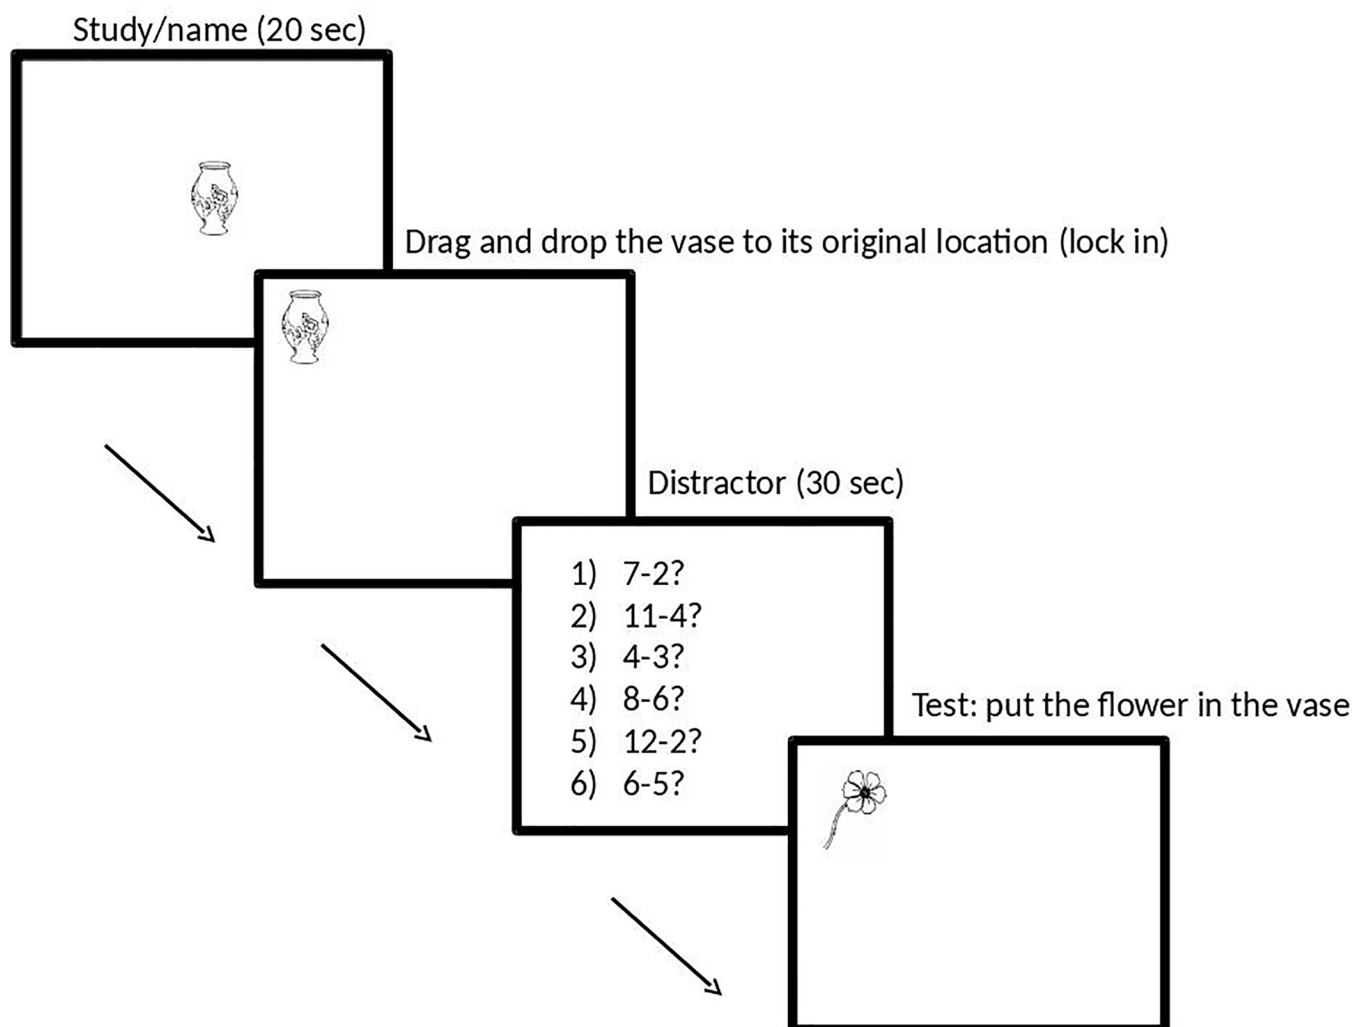 Study/name (20 sec)
Drag and drop the vase to its original location (lock in)
Distractor (30 sec)
1) 7-2?
2) 11-4?
3) 4-3?
4) 8-6?
5) 12-2?
6) 6-5?
Test: put the flower in the vase